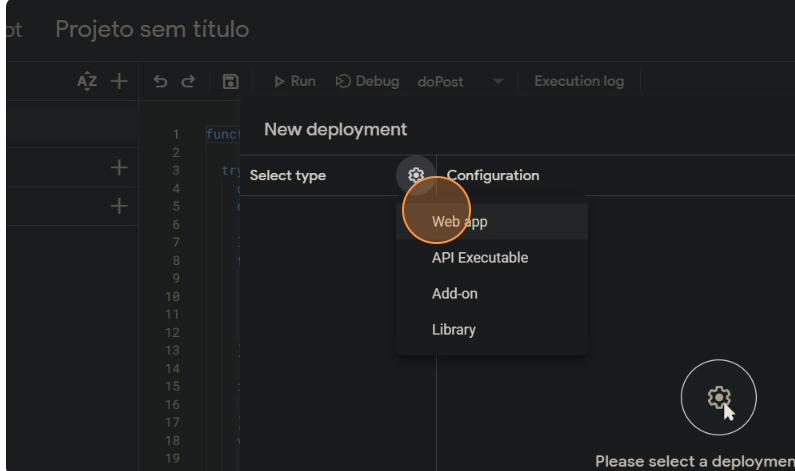 Projeto sem título
AZ Run Debug doPost Execution log
New deployment
Select type Configuration
Web app
API Executable
Add-on
Library
Please select a
1 funct
2
3 try
4
5
6
7
8
9
10
11
12
13
14
15
16
17
18
19